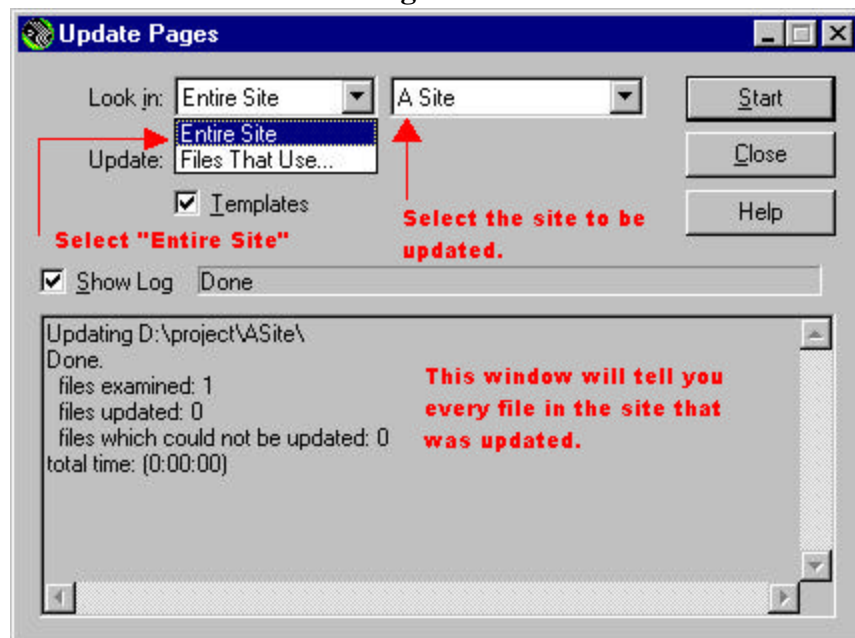 Update Pages
Look in: Entire Site A Site Start
Entire Site
Update: Files That Use... Close
Templates Help
Select "Entire Site"
Select the site to be
updated.
Show Log Done
Updating D:\project\ASite\
Done.
files examined: 1
files updated: 0
files which could not be updated: 0
total time: (0:00:00)
This window will tell you
every file in the site that
was updated.